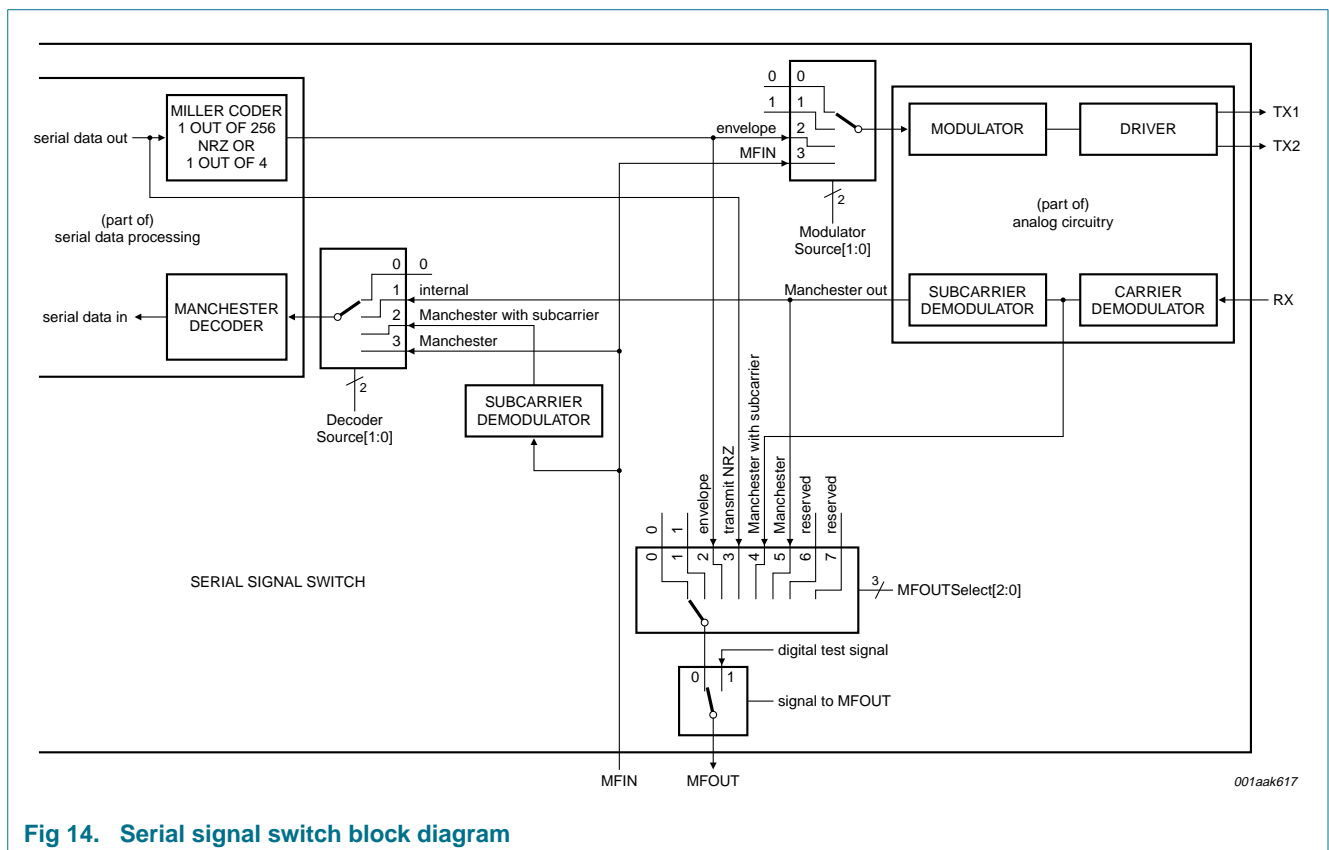 serial data out
MILLER CODER
1 OUT OF 256
NRZ OR
1 OUT OF 4
(part of)
serial data processing
serial data in
MANCHESTER
DECODER
0 0
1 internal
2 Manchester with subcarrier
3 Manchester
2
Decoder
Source[1:0]
SUBCARRIER
DEMODULATOR
0 0
1 1
envelope 2
MFIN 3
2
Modulator
Source[1:0]
MODULATOR
DRIVER
TX1
TX2
(part of)
analog circuitry
Manchester out
SUBCARRIER
DEMODULATOR
CARRIER
DEMODULATOR
RX
0 0
1 1
2 envelope
3 transmit NRZ
4 Manchester with subcarrier
5 Manchester
6 reserved
7 reserved
3
MFOUTSelect[2:0]
SERIAL SIGNAL SWITCH
digital test signal
0 1
signal to MFOUT
MFIN
MFOUT
001aak617
Fig 14. Serial signal switch block diagram